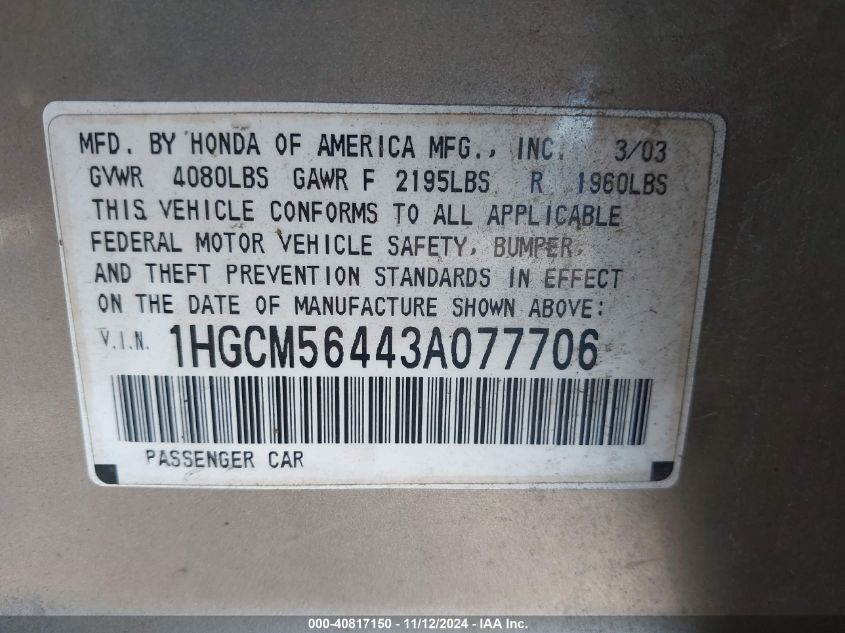 MFD. BY HONDA OF AMERICA MFG., INC. 3/03
GVWR 4080LBS GAWR F 2195LBS R 1960LBS
THIS VEHICLE CONFORMS TO ALL APPLICABLE
FEDERAL MOTOR VEHICLE SAFETY, BUMPER,
AND THEFT PREVENTION STANDARDS IN EFFECT
ON THE DATE OF MANUFACTURE SHOWN ABOVE:
V.I.N. 1HGCM56443A077706
PASSENGER CAR
000-40817150 - 11/12/2024 - IAA Inc.